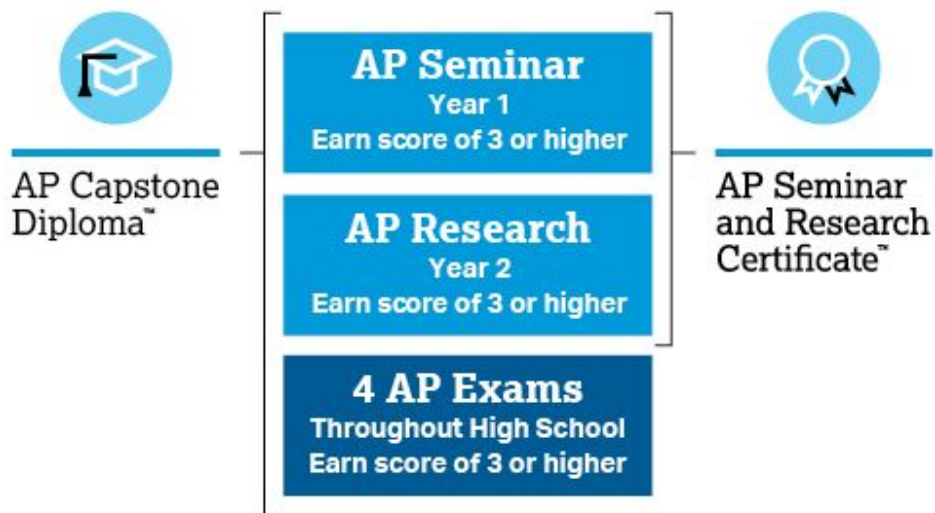 AP Capstone
Diploma™
AP Seminar
Year 1
Earn score of 3 or higher
AP Research
Year 2
Earn score of 3 or higher
4 AP Exams
Throughout High School
Earn score of 3 or higher
AP Seminar
and Research
Certificate™